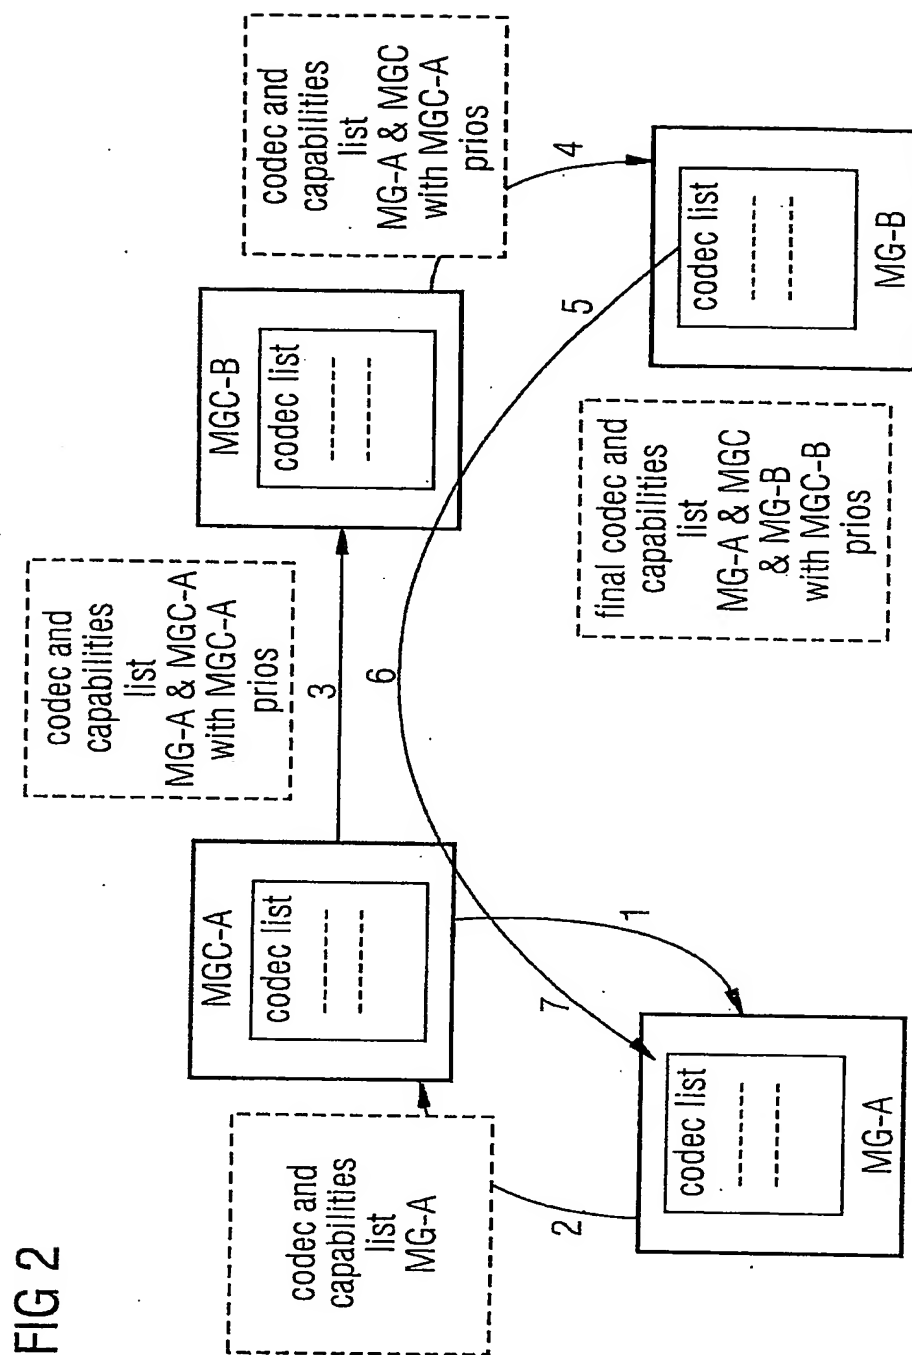 FIG 2
codec and
capabilities
list
MG-A
MGC-A
codec list
codec and
capabilities
list
MG-A & MGC-A
with MGC-A
prios
3
MGC-B
codec list
codec and
capabilities
list
MG-A & MGC
with MGC-A
prios
4
2
1
7
6
5
codec list
MG-A
final codec and
capabilities
list
MG-A & MGC
& MG-B
with MGC-B
prios
codec list
MG-B